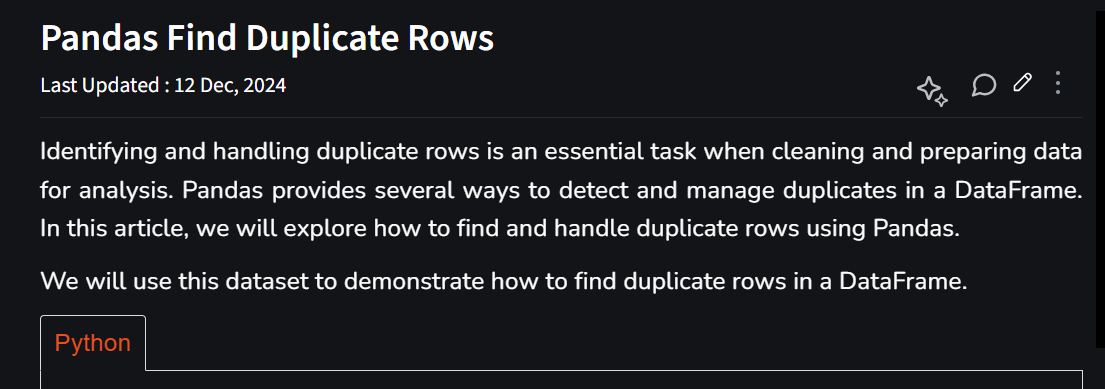 Pandas Find Duplicate Rows
Last Updated : 12 Dec, 2024
Identifying and handling duplicate rows is an essential task when cleaning and preparing data
for analysis. Pandas provides several ways to detect and manage duplicates in a DataFrame.
In this article, we will explore how to find and handle duplicate rows using Pandas.
We will use this dataset to demonstrate how to find duplicate rows in a DataFrame.
Python